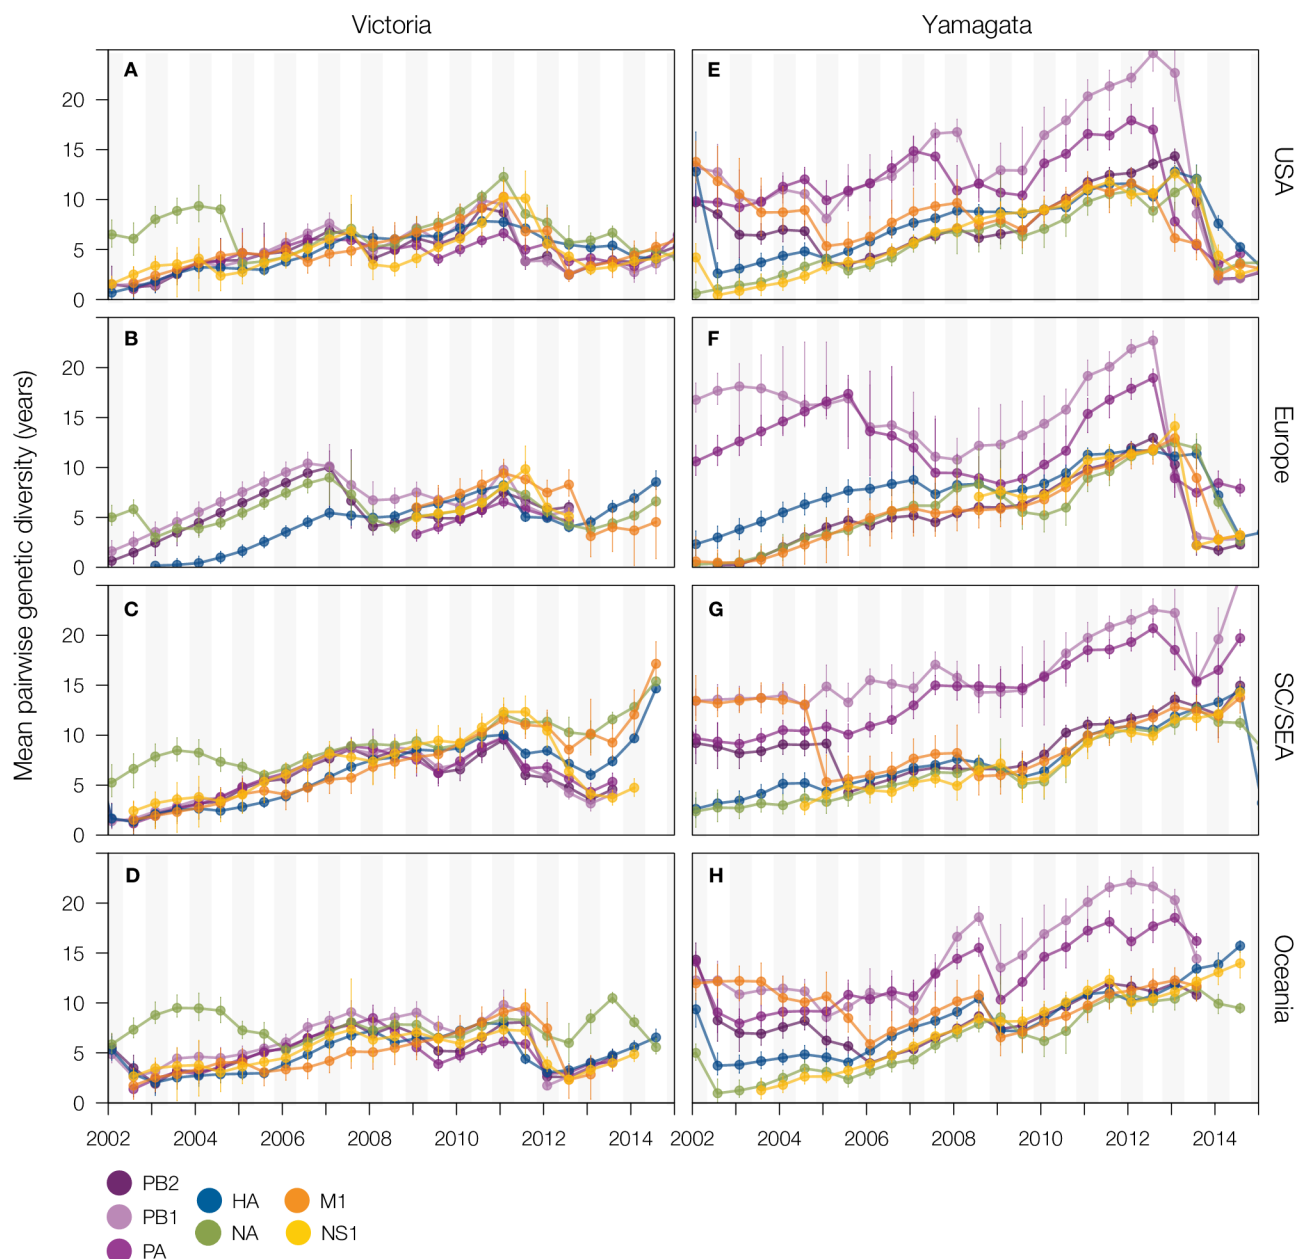 Victoria Yamagata
A E
20
15
10
5
0
USA
B F
20
15
10
5
0
Europe
Mean pairwise genetic diversity (years)
C G
20
15
10
5
0
SC/SEA
D H
20
15
10
5
0
Oceania
2002 2004 2006 2008 2010 2012 2014 2002 2004 2006 2008 2010 2012 2014
PB2
HA M1
PB1
NA NS1
PA